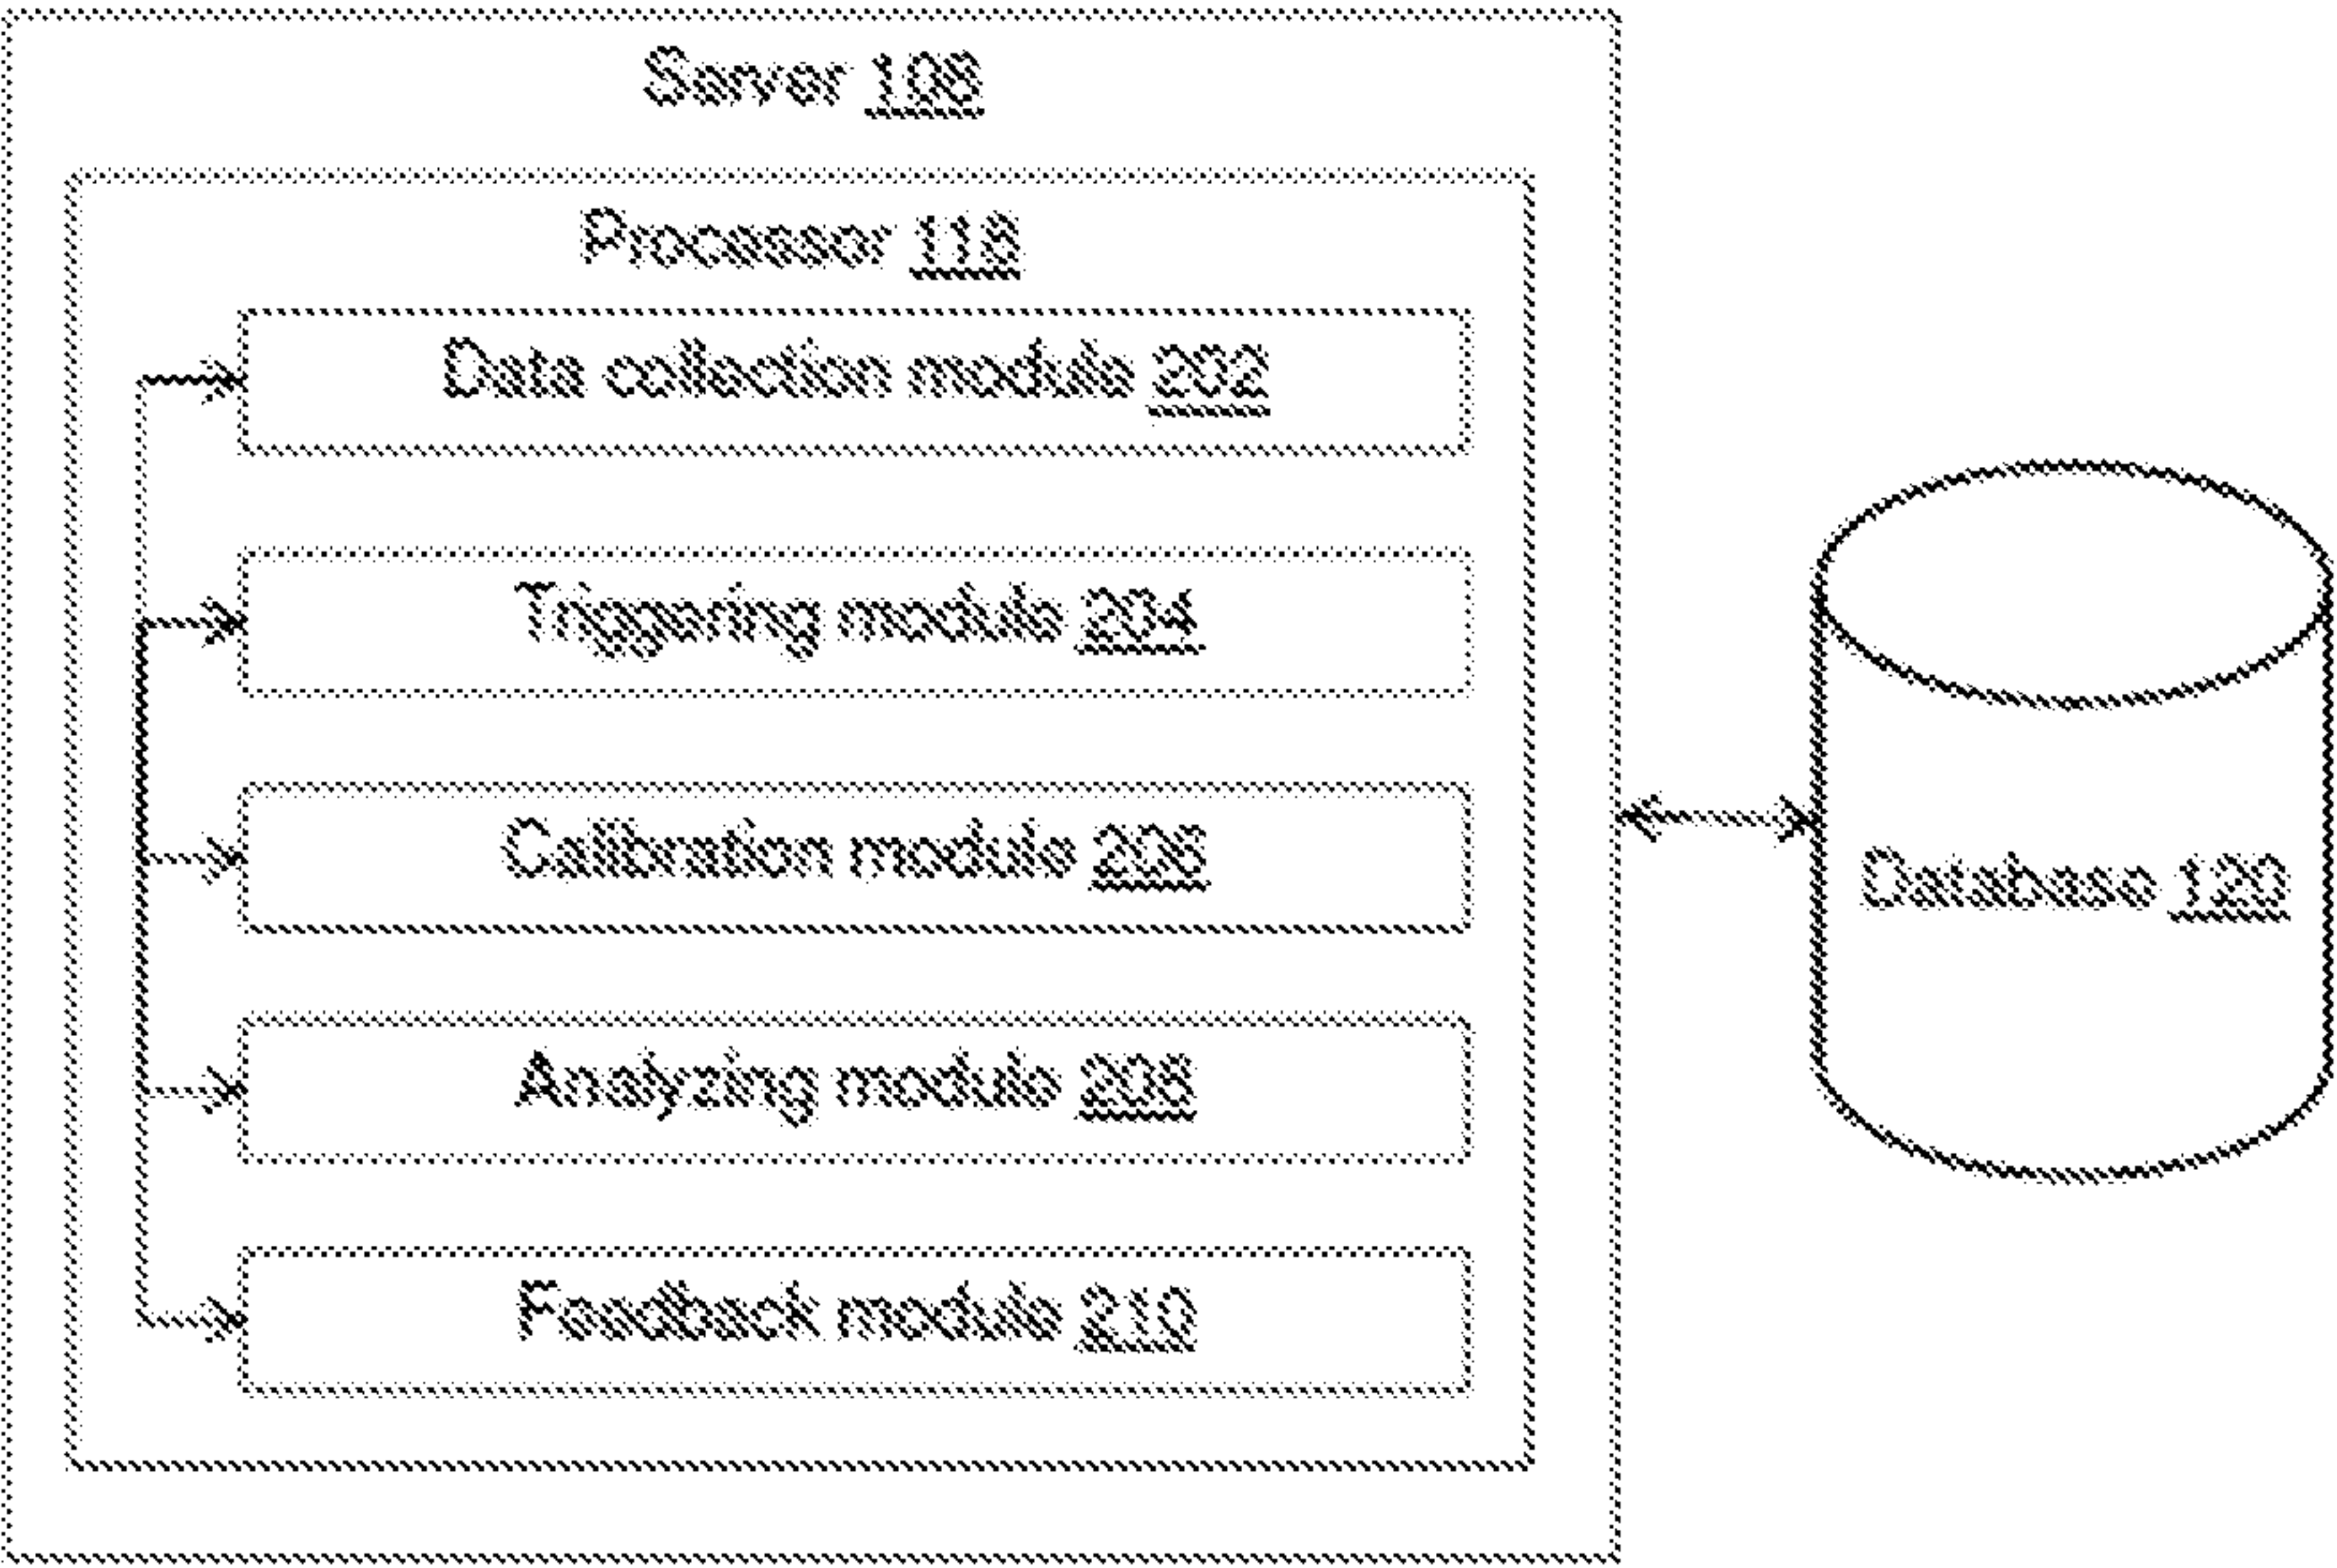 Server 108
Processor 118
Data collection module 202
Triggering module 204
Calibration module 206
Database 120
Analyzing module 208
Feedback module 210